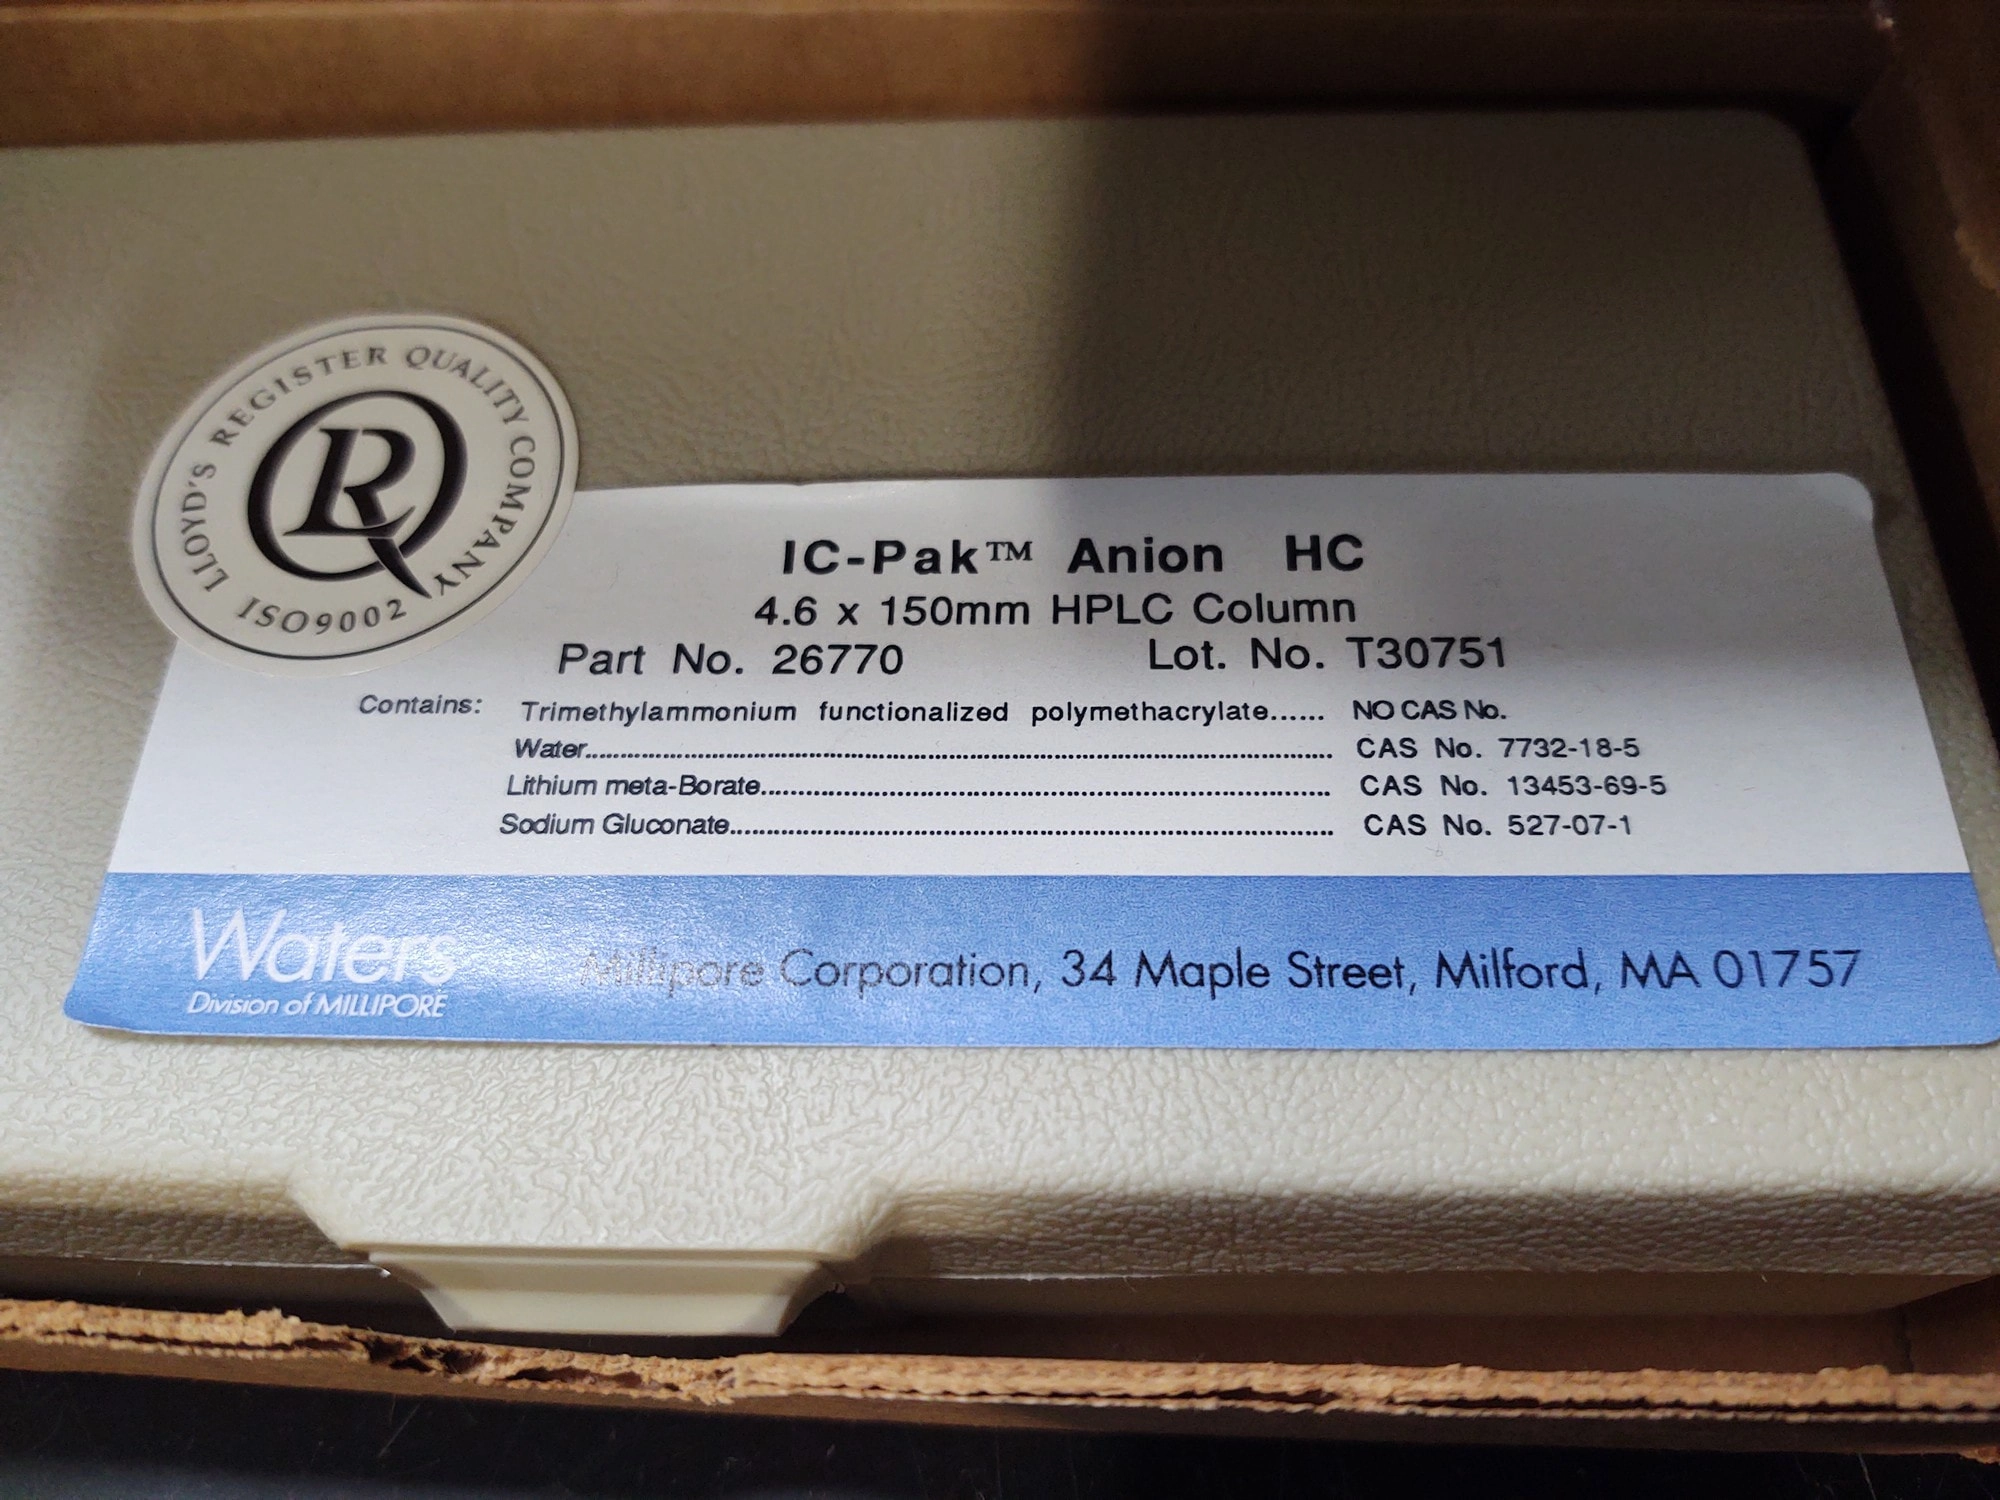 LLOYD'S REGISTER QUALITY COMPANY
LRQ
ISO9002
IC-Pak™ Anion HC
4.6 x 150mm HPLC Column
Part No. 26770 Lot. No. T30751
Contains: Trimethylammonium functionalized polymethacrylate...... NO CAS No.
Water.......... CAS No. 7732-18-5
Lithium meta-Borate.......... CAS No. 13453-69-5
Sodium Gluconate.......... CAS No. 527-07-1
Waters
Division of MILLIPORE
Millipore Corporation, 34 Maple Street, Milford, MA 01757